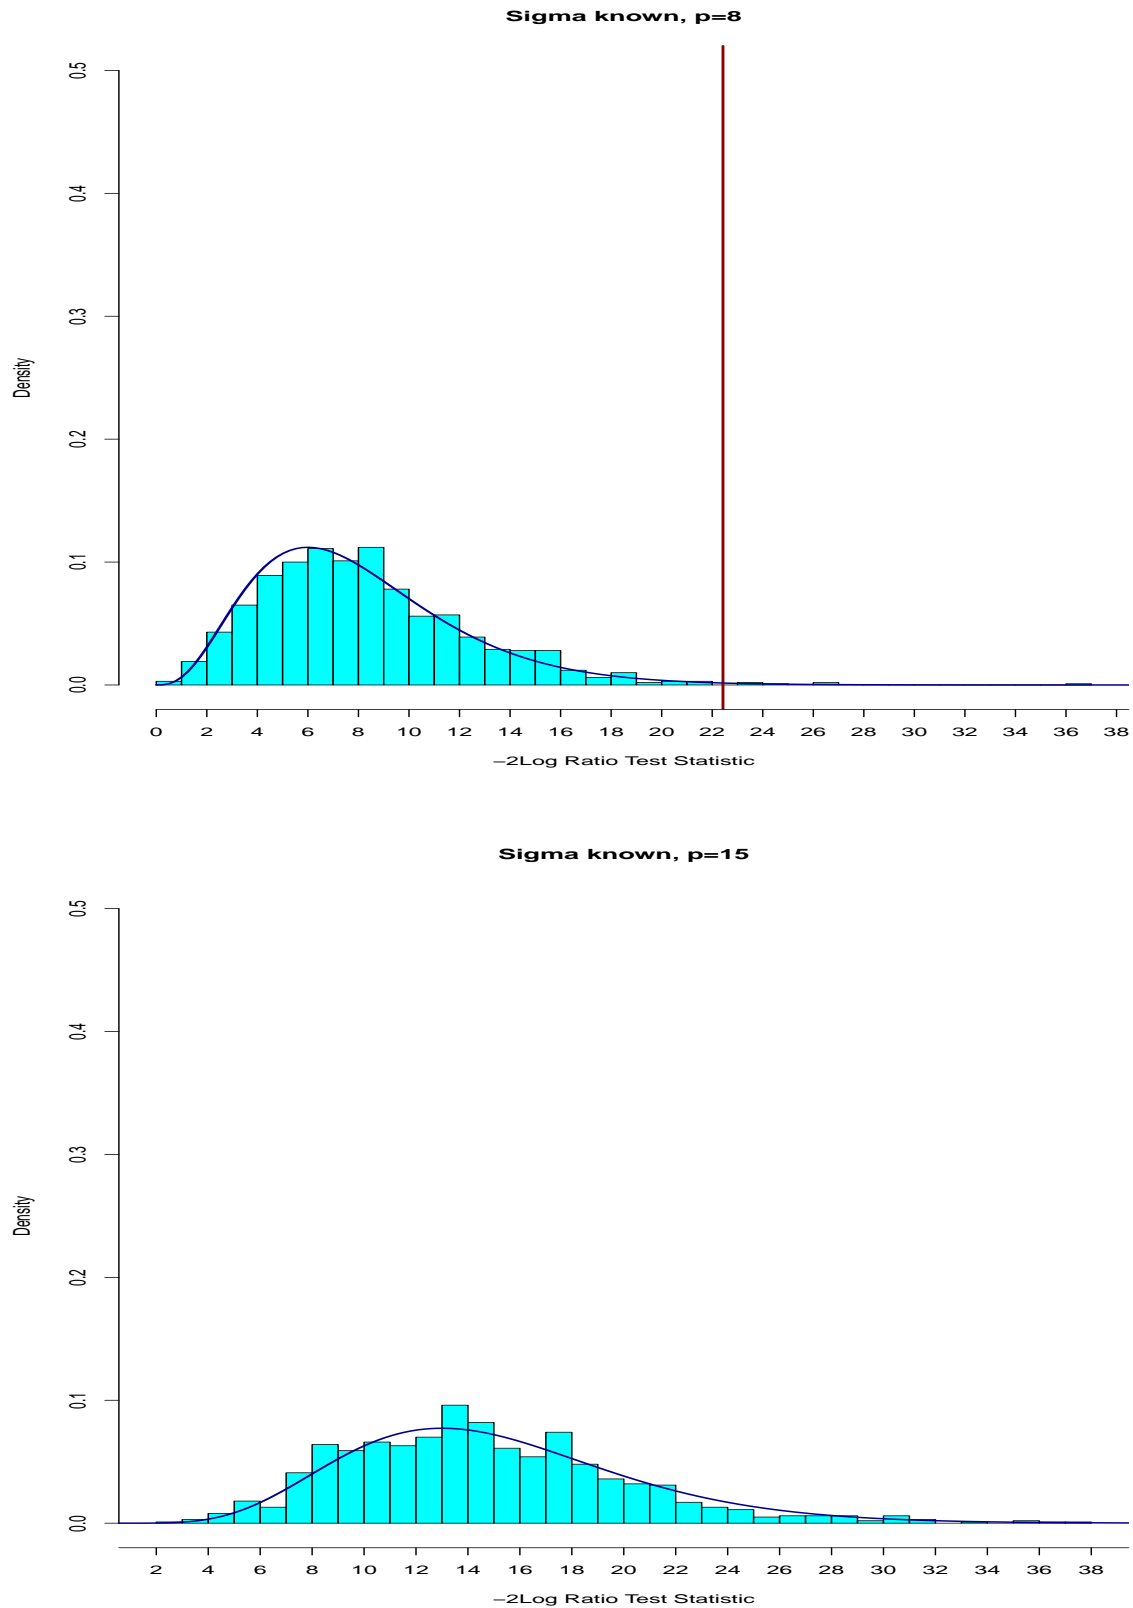 Sigma known, p=8
0.5
0.4
0.3
0.2
0.1
0.0
Density
0 2 4 6 8 10 12 14 16 18 20 22 24 26 28 30 32 34 36 38
−2Log Ratio Test Statistic
Sigma known, p=15
0.5
0.4
0.3
0.2
0.1
0.0
Density
2 4 6 8 10 12 14 16 18 20 22 24 26 28 30 32 34 36 38
−2Log Ratio Test Statistic